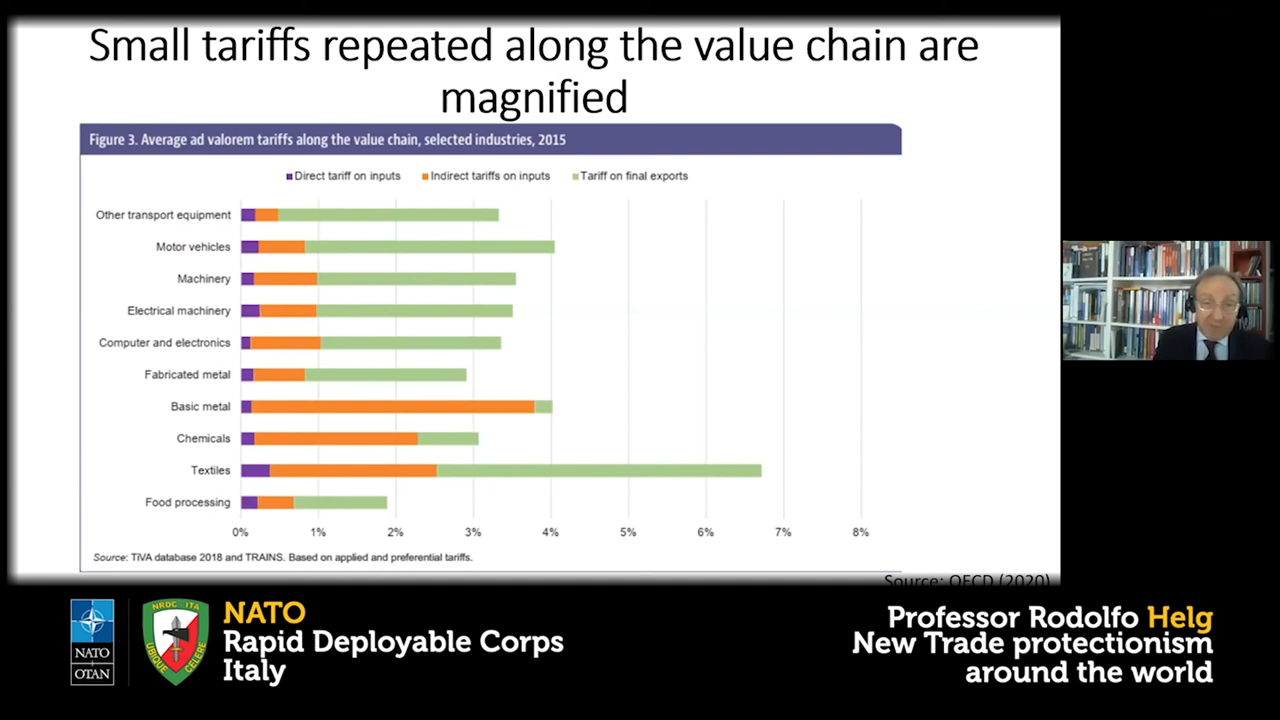 Small tariffs repeated along the value chain are
magnified
Figure 3. Average ad valorem tariffs along the value chain, selected industries, 2015
Direct tariff on inputs
Indirect tariffs on inputs
Tariff on final exports
Other transport equipment
Motor vehicles
Machinery
Electrical machinery
Computer and electronics
Fabricated metal
Basic metal
Chemicals
Textiles
Food processing
0% 1% 2% 3% 4% 5% 6% 7% 8%
Source: TiVA database 2018 and TRAINS. Based on applied and preferential tariffs.
Source: OECD (2020)
NATO
OTAN
NRDC ITA
UBIQUE CELERE
NATO
Rapid Deployable Corps
Italy
Professor Rodolfo Helg
New Trade protectionism
around the world